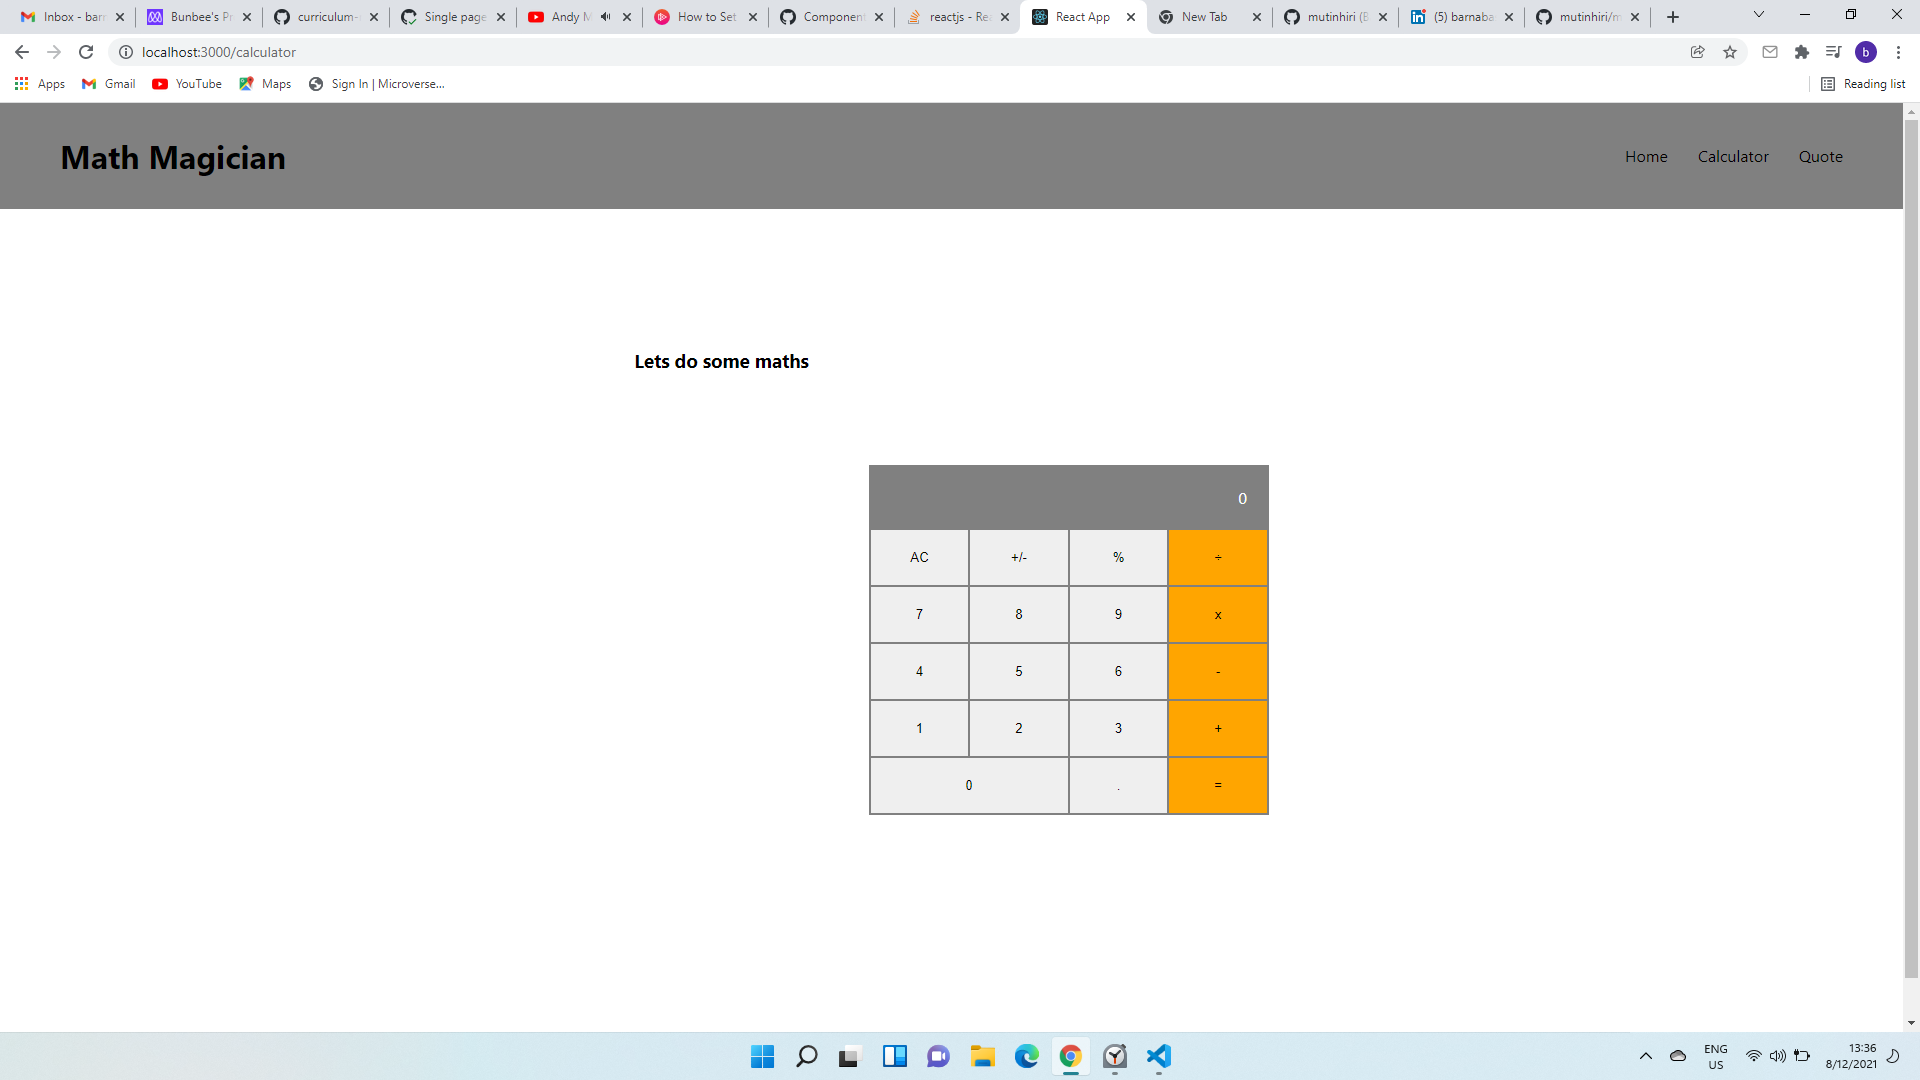 Inbox - barn
Bunbee's Pr
curriculum-
Single page
Andy M
How to Set
Component
reactjs - Rea
React App
New Tab
mutinhiri (B
(5) barnaba
mutinhiri/m
localhost:3000/calculator
b
Apps
Gmail
YouTube
Maps
Sign In | Microverse...
Reading list
Math Magician
Home
Calculator
Quote
Lets do some maths
0
AC +/- % ÷
7 8 9 x
4 5 6 -
1 2 3 +
0 . =
ENG
US
13:36
8/12/2021